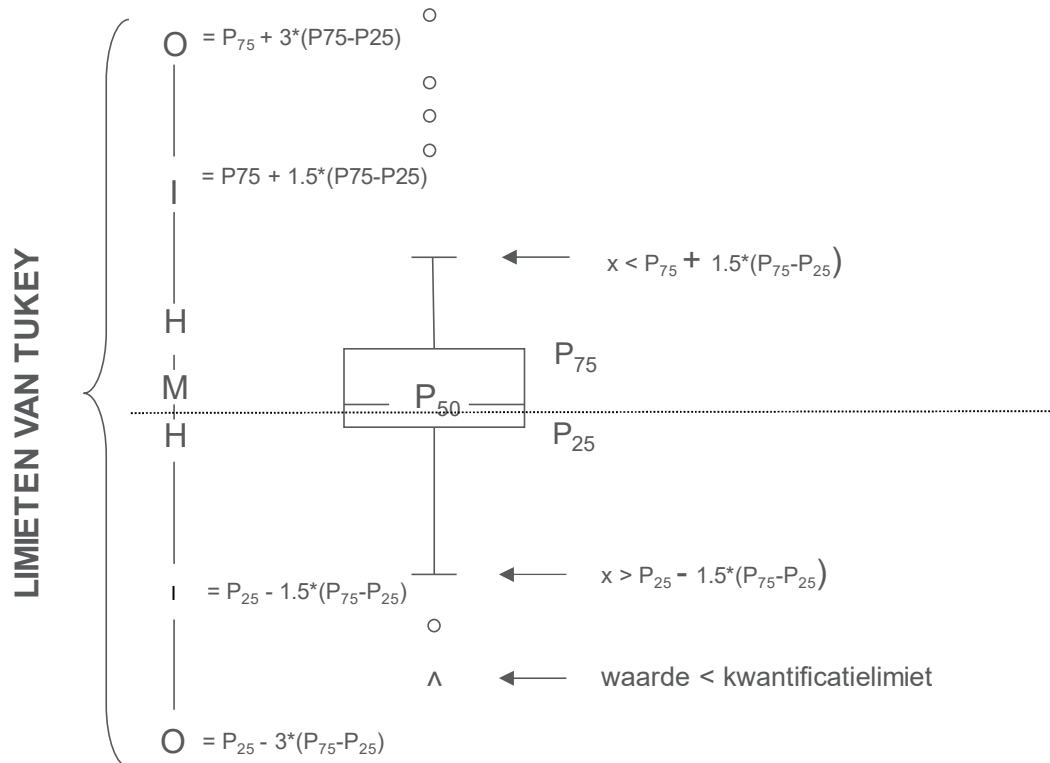 LIMIETEN VAN TUKEY
O = P75 + 3*(P75-P25)
I = P75 + 1.5*(P75-P25)
x < P75 + 1.5*(P75-P25)
H
P75
M
P50
H
P25
x > P25 - 1.5*(P75-P25)
I = P25 - 1.5*(P75-P25)
^ waarde < kwantificatielimiet
O = P25 - 3*(P75-P25)